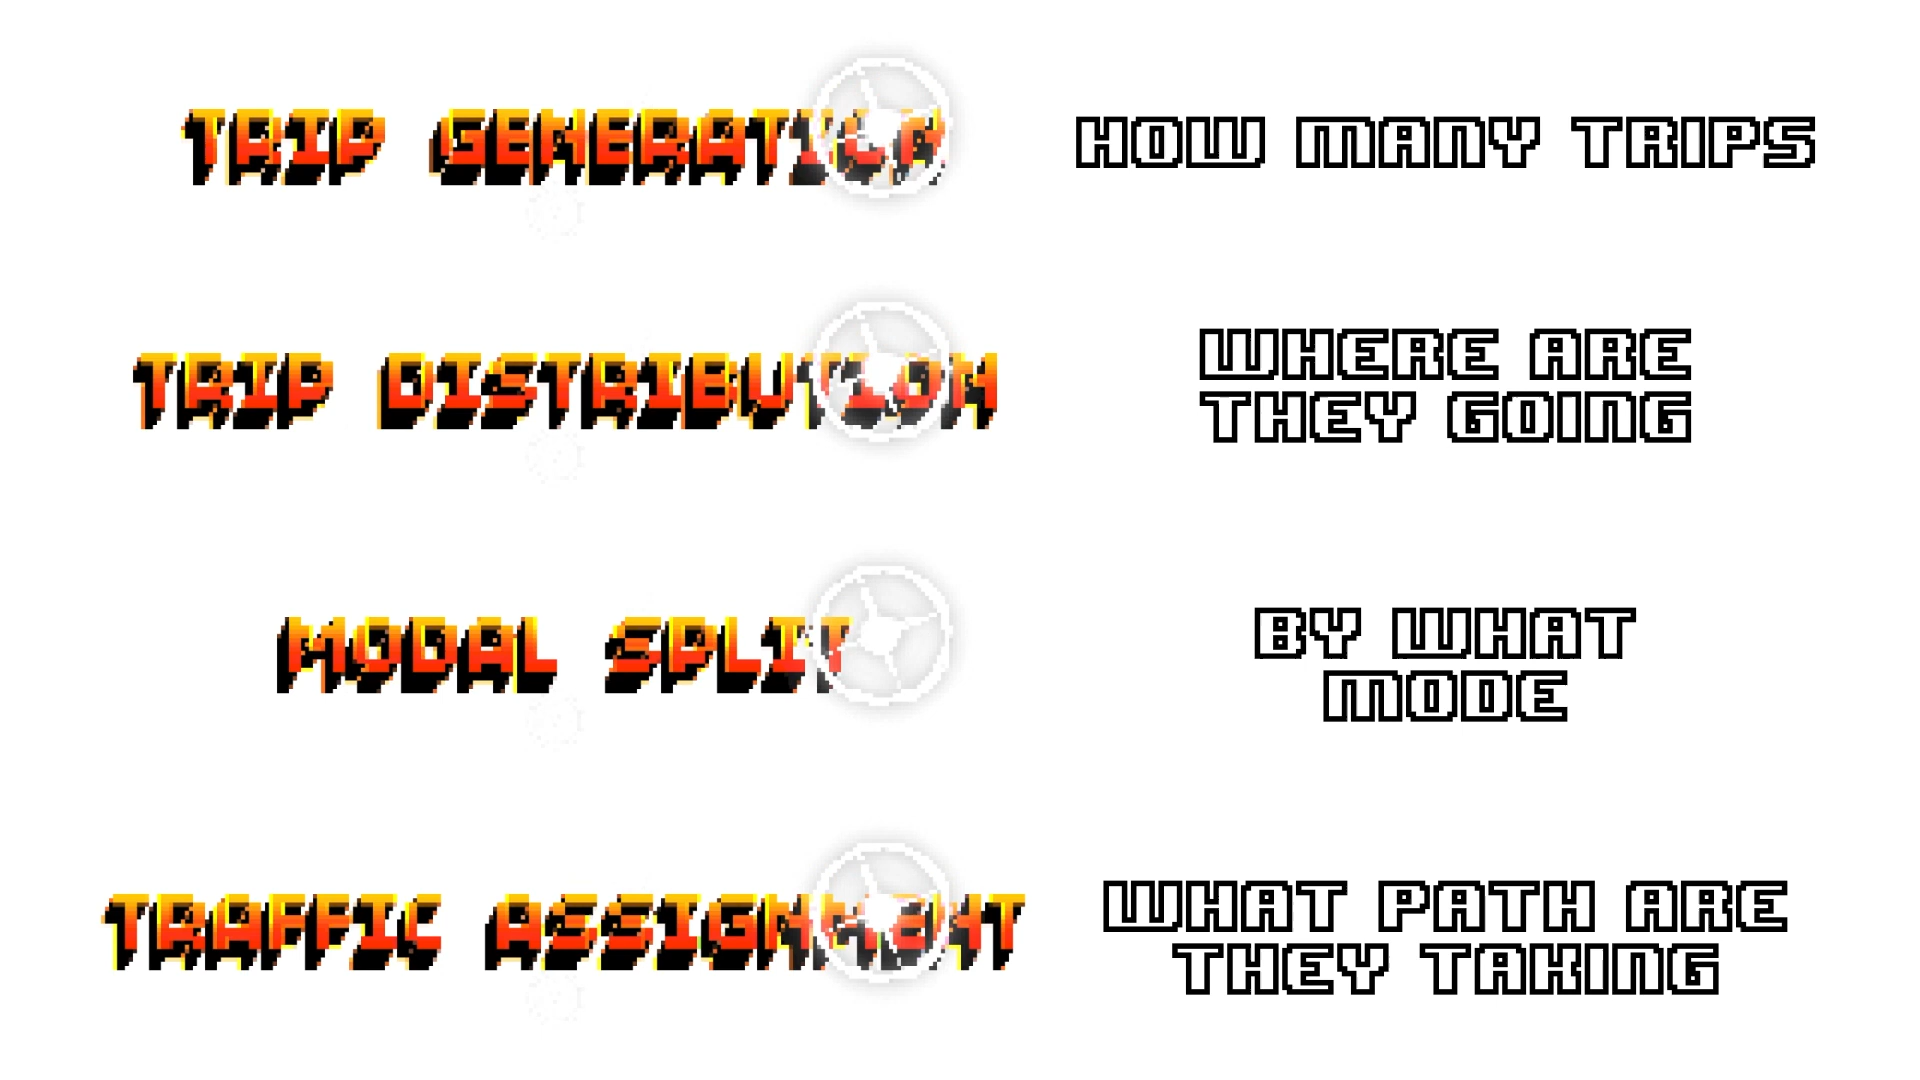 TRIP GENERATION
HOW MANY TRIPS
TRIP DISTRIBUTION
WHERE ARE
THEY GOING
MODAL SPLIT
BY WHAT
MODE
TRAFFIC ASSIGNMENT
WHAT PATH ARE
THEY TAKING